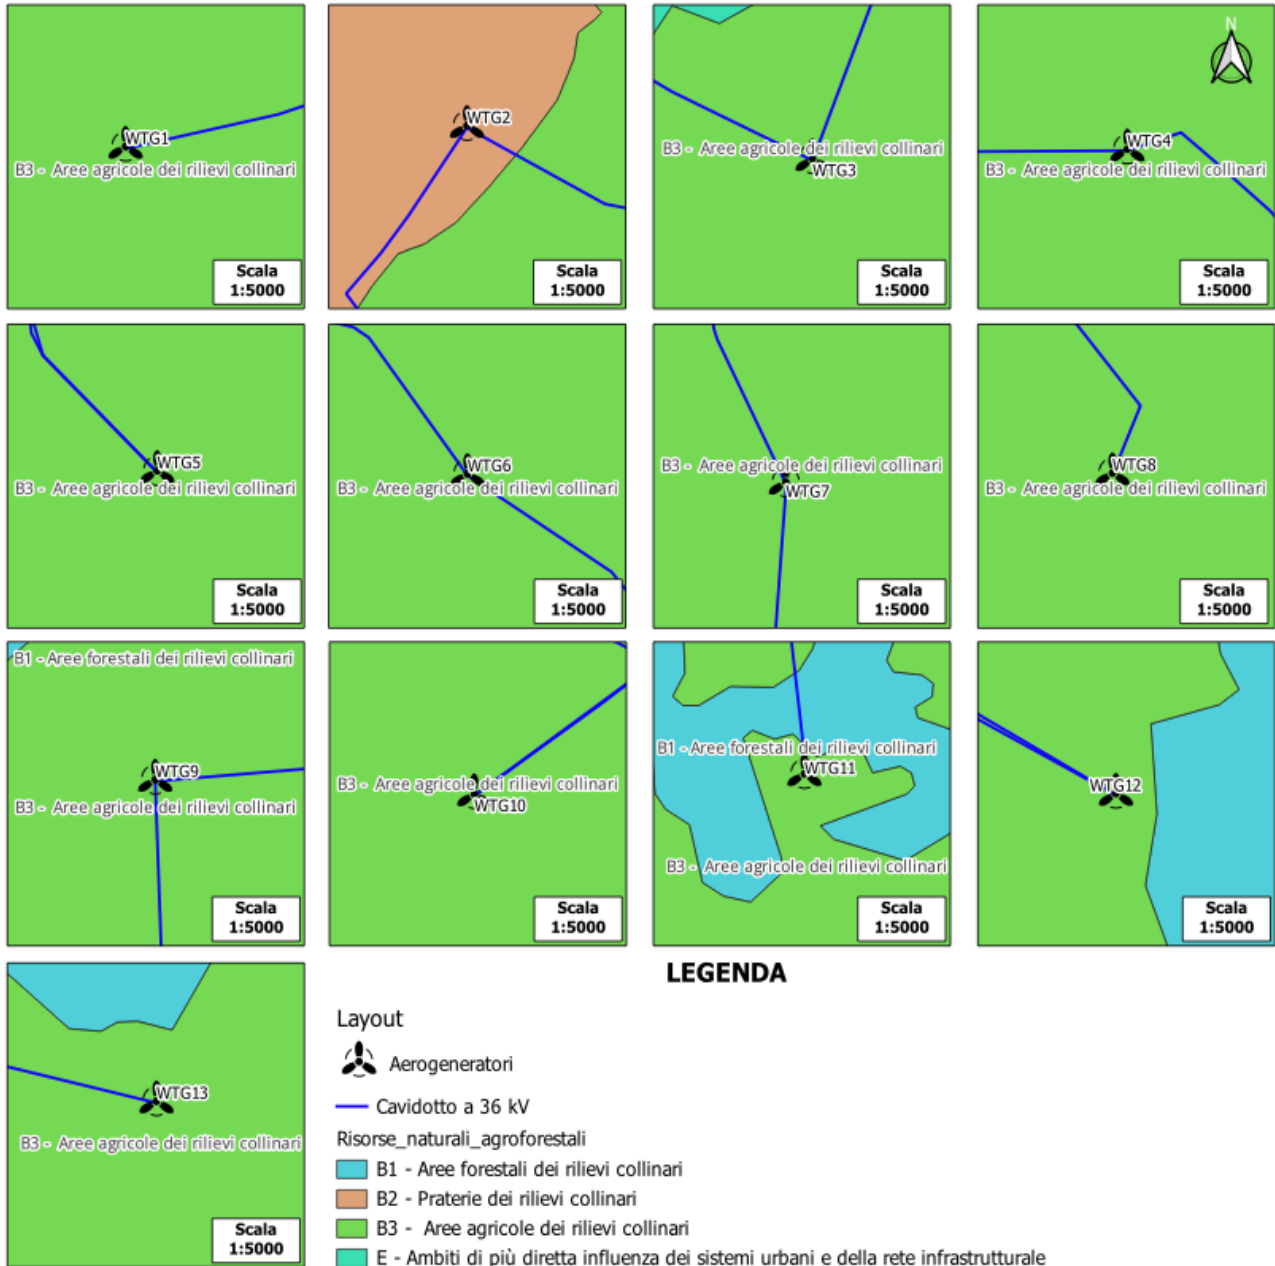 WTG1
B3 - Aree agricole dei rilievi collinari
Scala
1:5000
WTG2
Scala
1:5000
B3 - Aree agricole dei rilievi collinari
WTG3
Scala
1:5000
N
WTG4
B3 - Aree agricole dei rilievi collinari
Scala
1:5000
WTG5
B3 - Aree agricole dei rilievi collinari
Scala
1:5000
WTG6
B3 - Aree agricole dei rilievi collinari
Scala
1:5000
B3 - Aree agricole dei rilievi collinari
WTG7
Scala
1:5000
WTG8
B3 - Aree agricole dei rilievi collinari
Scala
1:5000
B1 - Aree forestali dei rilievi collinari
WTG9
B3 - Aree agricole dei rilievi collinari
Scala
1:5000
B3 - Aree agricole dei rilievi collinari
WTG10
B1 - Aree forestali dei rilievi collinari
WTG11
B3 - Aree agricole dei rilievi collinari
Scala
1:5000
WTG12
Scala
1:5000
WTG13
B3 - Aree agricole dei rilievi collinari
Scala
1:5000
LEGENDA
Layout
Aerogeneratori
Cavidotto a 36 kV
Risorse_naturali_agroforestali
B1 - Aree forestali dei rilievi collinari
B2 - Praterie dei rilievi collinari
B3 - Aree agricole dei rilievi collinari
E - Ambiti di più diretta influenza dei sistemi urbani e della rete infrastrutturale